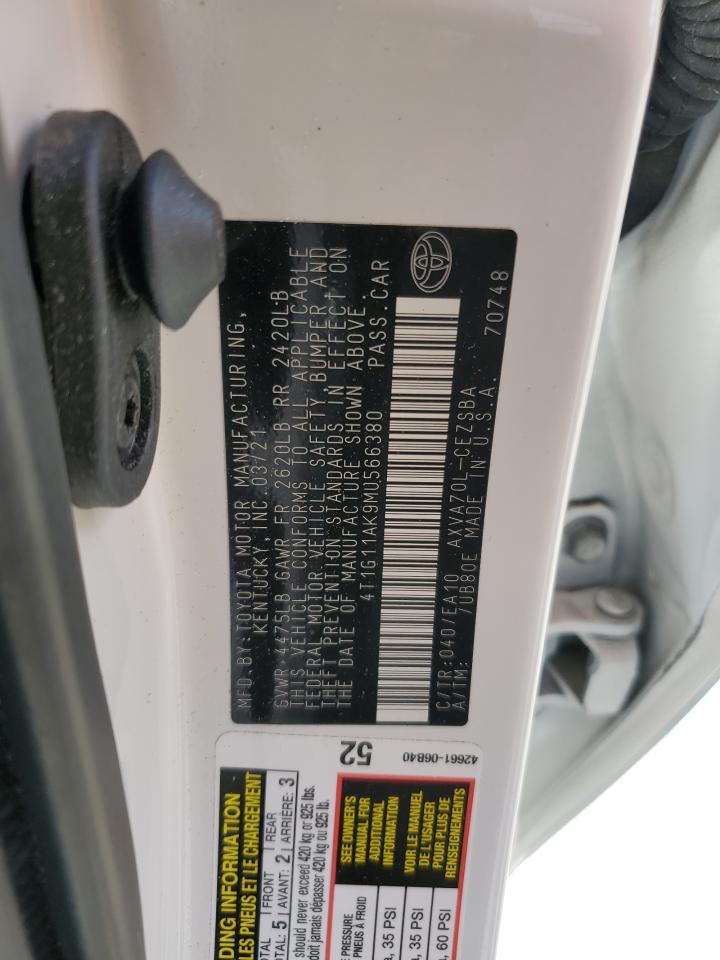 MFD. BY: TOYOTA MOTOR MANUFACTURING,
KENTUCKY, INC. 03/21
GVWR 4475LB GAWR FR 2620LB RR 2420LB
THIS VEHICLE CONFORMS TO ALL APPLICABLE
FEDERAL MOTOR VEHICLE SAFETY, BUMPER AND
THEFT PREVENTION STANDARDS IN EFFECT ON
THE DATE OF MANUFACTURE SHOWN ABOVE.
4T1G11AK9MU566380 PASS.CAR
C/TR:040/EA10 AXVA70L-CEZSBA
A/TM: 7UB80E MADE IN U.S.A. 70748
52
42661-06B40
DING INFORMATION
LES PNEUS ET LE CHARGEMENT
TAL FRONT REAR
TOTAL: 5 AVANT: 2 ARRIÈRE: 3
should never exceed 420 kg or 925 lbs.
doit jamais dépasser 420 kg ou 925 lb.
PRESSURE
PNEUS À FROID
a, 35 PSI
a, 35 PSI
a, 60 PSI
SEE OWNER'S
MANUAL FOR
ADDITIONAL
INFORMATION
VOIR LE MANUEL
DE L'USAGER
POUR PLUS DE
RENSEIGNEMENTS